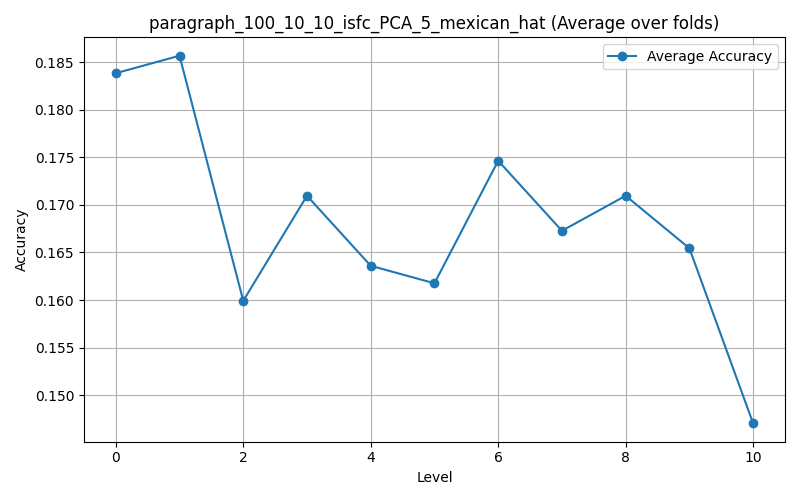 paragraph_100_10_10_isfc_PCA_5_mexican_hat (Average over folds)
Average Accuracy
0.185
0.180
0.175
0.170
0.165
0.160
0.155
0.150
Accuracy
0 2 4 6 8 10
Level